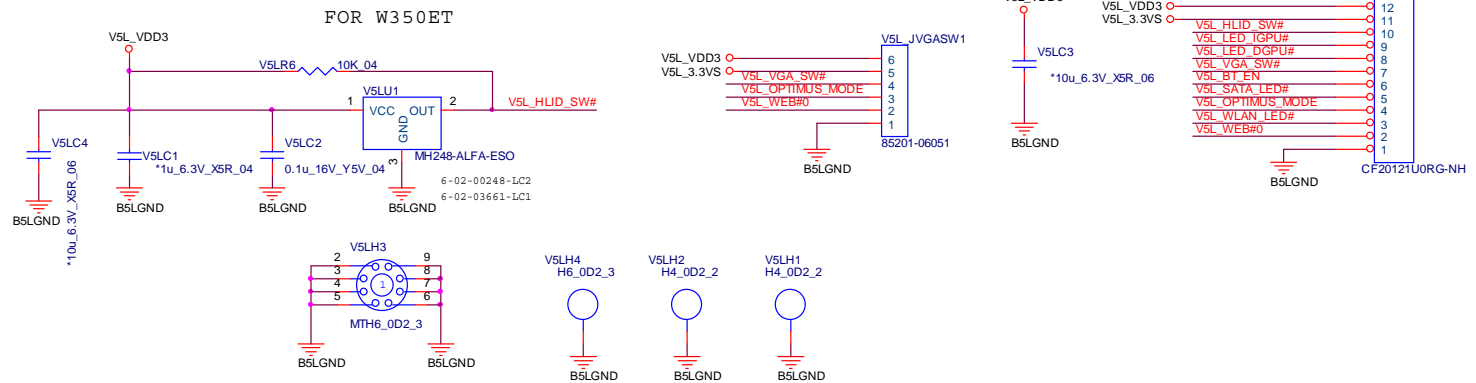 FOR W350ET
V5L_VDD3
V5LR6
10K_04
V5LU1
1
VCC
OUT
2
GND
3
V5L_HLID_SW#
MH248-ALFA-ESO
6-02-00248-LC2
6-02-03661-LC1
V5LC4
*10u_6.3V_X5R_06
V5LC1
*1u_6.3V_X5R_04
V5LC2
0.1u_16V_Y5V_04
B5LGND
B5LGND
B5LGND
B5LGND
V5L_JVGASW1
V5L_VDD3
V5L_3.3VS
V5L_VGA_SW#
V5L_OPTIMUS_MODE
V5L_WEB#0
6
5
4
3
2
1
85201-06051
B5LGND
V5LC3
*10u_6.3V_X5R_06
B5LGND
V5L_VDD3
V5L_3.3VS
V5L_HLID_SW#
V5L_LED_IGPU#
V5L_LED_DGPU#
V5L_VGA_SW#
V5L_BT_EN
V5L_SATA_LED#
V5L_OPTIMUS_MODE
V5L_WLAN_LED#
V5L_WEB#0
12
11
10
9
8
7
6
5
4
3
2
1
CF20121U0RG-NH
B5LGND
V5LH3
2
3
4
5
1
9
8
7
6
MTH6_0D2_3
B5LGND
B5LGND
V5LH4
H6_0D2_3
B5LGND
V5LH2
H4_0D2_2
B5LGND
V5LH1
H4_0D2_2
B5LGND